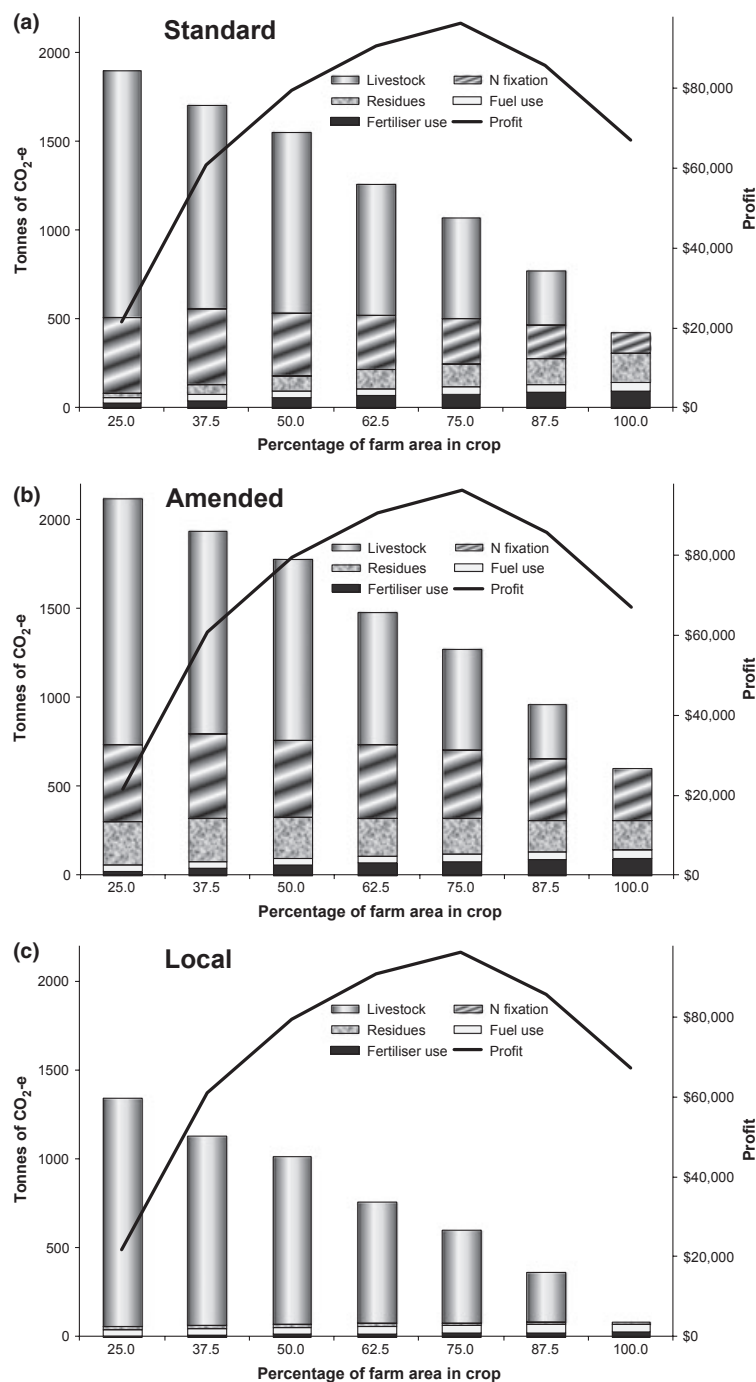 (a)
Standard
2000
1500
1000
500
0
Tonnes of CO2-e
Livestock
N fixation
Residues
Fuel use
Fertiliser use
Profit
$80,000
$60,000
$40,000
$20,000
$0
Profit
25.0 37.5 50.0 62.5 75.0 87.5 100.0
Percentage of farm area in crop
(b)
Amended
2000
1500
1000
500
0
Tonnes of CO2-e
Livestock
N fixation
Residues
Fuel use
Fertiliser use
Profit
$80,000
$60,000
$40,000
$20,000
$0
Profit
25.0 37.5 50.0 62.5 75.0 87.5 100.0
Percentage of farm area in crop
(c)
Local
2000
1500
1000
500
0
Tonnes of CO2-e
Livestock
N fixation
Residues
Fuel use
Fertiliser use
Profit
$80,000
$60,000
$40,000
$20,000
$0
Profit
25.0 37.5 50.0 62.5 75.0 87.5 100.0
Percentage of farm area in crop